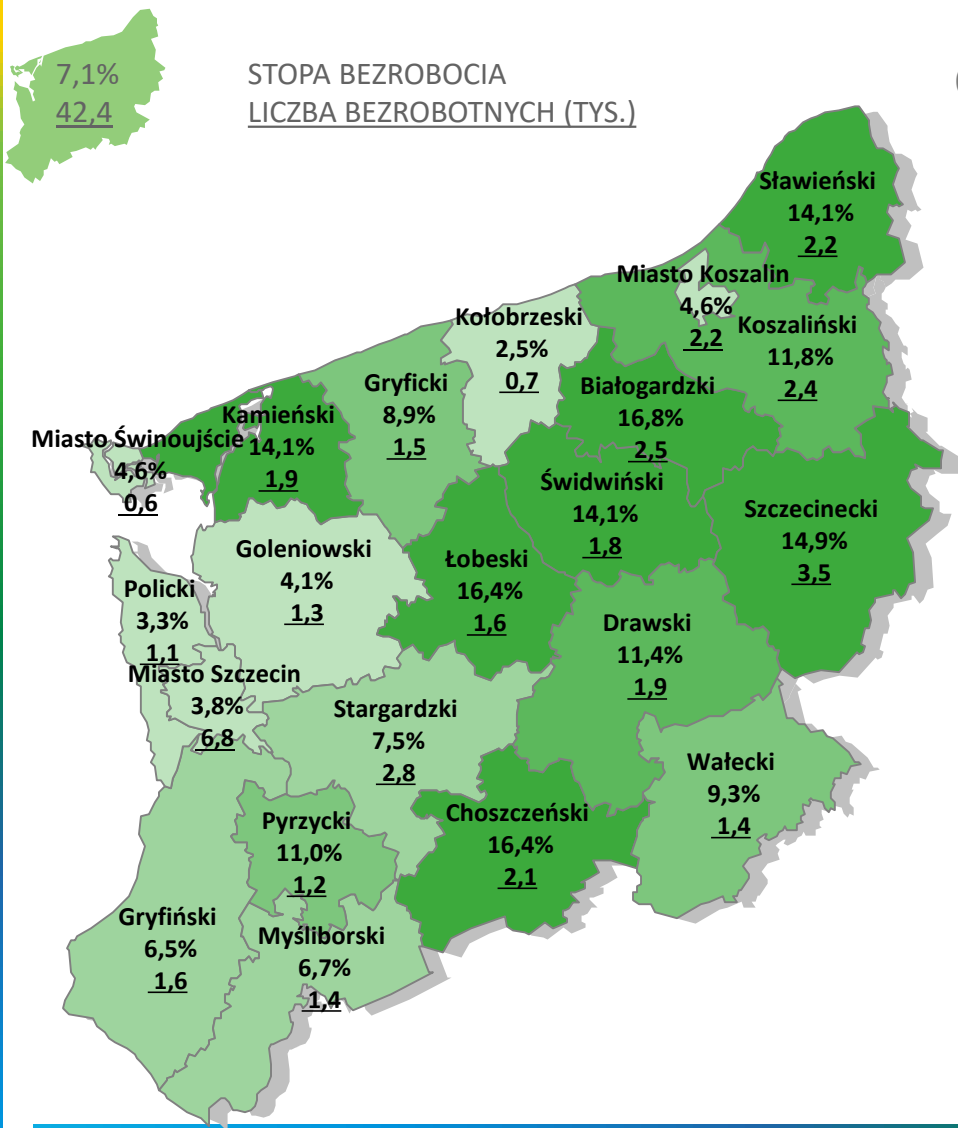 7,1%
42,4
STOPA BEZROBOCIA
LICZBA BEZROBOTNYCH (TYS.)
Sławieński
14,1%
2,2
Miasto Koszalin
4,6%
2,2
Koszaliński
11,8%
2,4
Kołobrzeski
2,5%
0,7
Białogardzki
16,8%
2,5
Gryficki
8,9%
1,5
Kamieński
14,1%
1,9
Miasto Świnoujście
4,6%
0,6
Świdwiński
14,1%
1,8
Szczecinecki
14,9%
3,5
Goleniowski
4,1%
1,3
Łobeski
16,4%
1,6
Policki
3,3%
1,1
Drawski
11,4%
1,9
Miasto Szczecin
3,8%
6,8
Stargardzki
7,5%
2,8
Wałecki
9,3%
1,4
Choszczeński
16,4%
2,1
Pyrzycki
11,0%
1,2
Gryfiński
6,5%
1,6
Myśliborski
6,7%
1,4